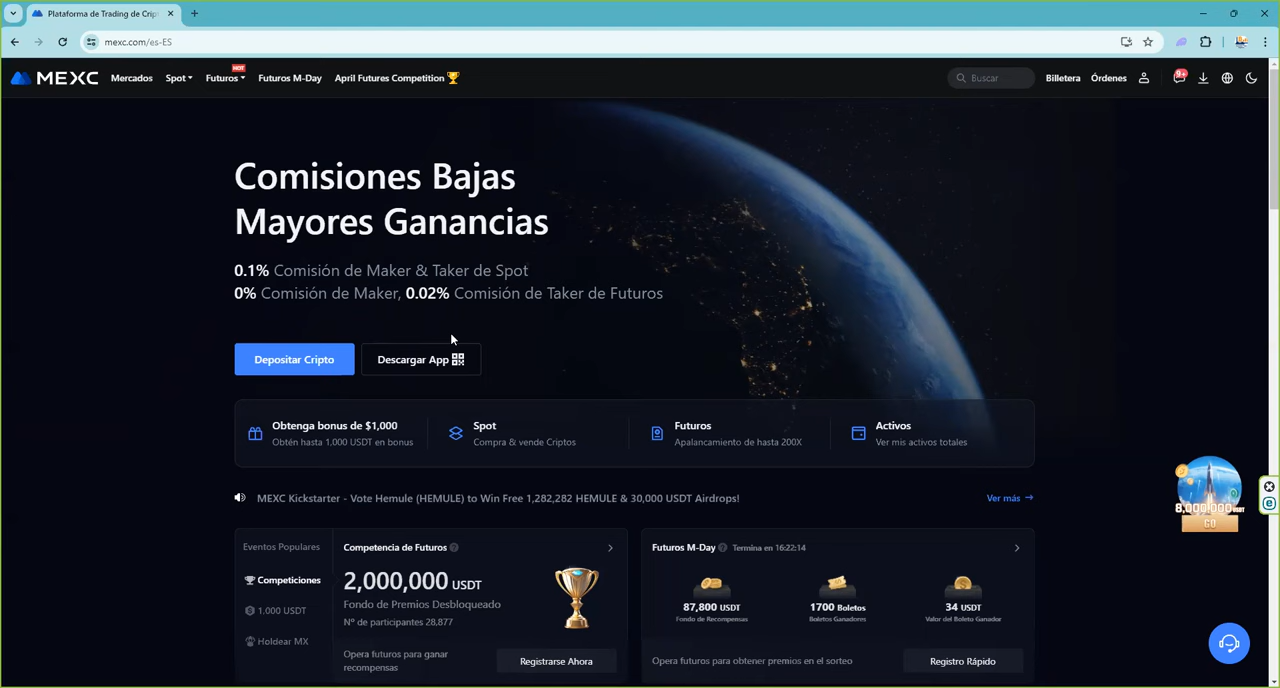 Plataforma de Trading de Crip
mexc.com/es-ES
MEXC
Mercados
Spot
Futuros
HOT
Futuros M-Day
April Futures Competition
Buscar
Billetera
Órdenes
9+
Comisiones Bajas
Mayores Ganancias
0.1% Comisión de Maker & Taker de Spot
0% Comisión de Maker, 0.02% Comisión de Taker de Futuros
Depositar Cripto
Descargar App
Obtenga bonus de $1,000
Obtén hasta 1.000 USDT en bonus
Spot
Compra & vende Criptos
Futuros
Apalancamiento de hasta 200X
Activos
Ver mis activos totales
MEXC Kickstarter - Vote Hemule (HEMULE) to Win Free 1,282,282 HEMULE & 30,000 USDT Airdrops!
Ver más
8,000,000 USDT
GO
Eventos Populares
Competiciones
1,000 USDT
Holdear MX
Competencia de Futuros
2,000,000 USDT
Fondo de Premios Desbloqueado
Nº de participantes 28,877
Opera futuros para ganar
recompensas
Registrarse Ahora
Futuros M-Day
Termina en 16:22:14
87,800 USDT
Fondo de Recompensas
1700 Boletos
Boletos Ganadores
34 USDT
Valor del Boleto Ganador
Opera futuros para obtener premios en el sorteo
Registro Rápido